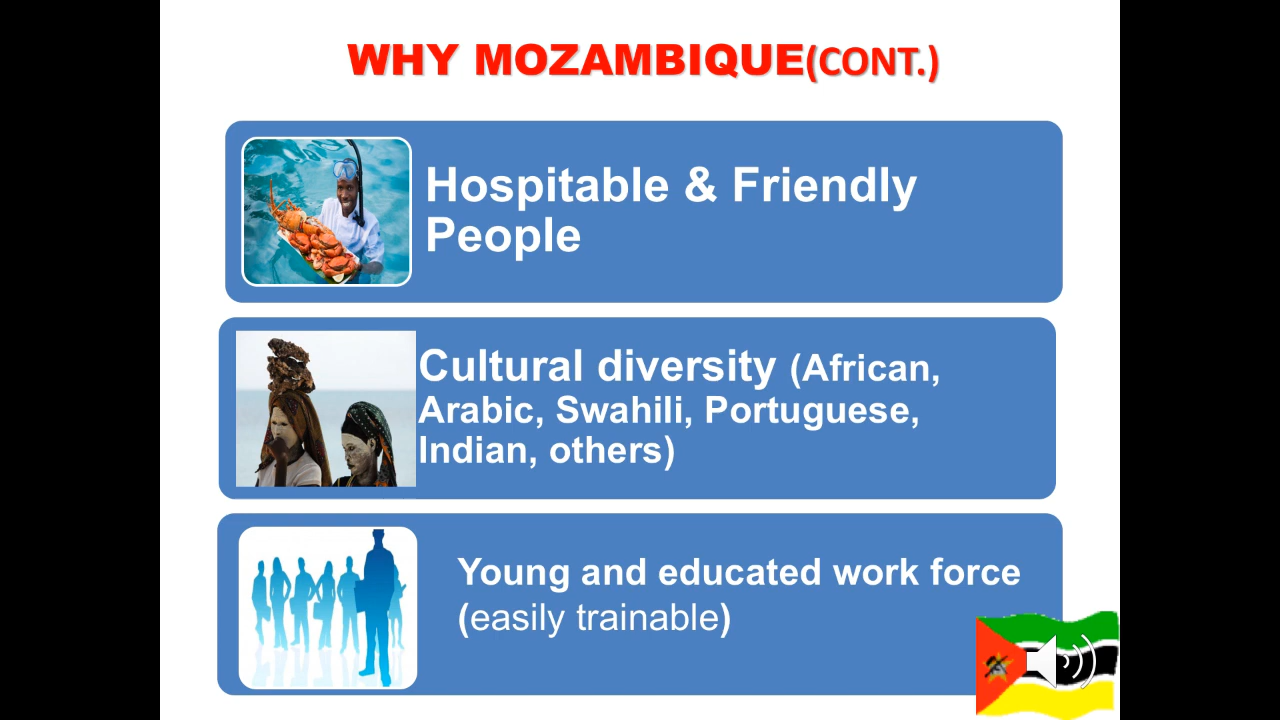 WHY MOZAMBIQUE(CONT.)
Hospitable & Friendly
People
Cultural diversity (African,
Arabic, Swahili, Portuguese,
Indian, others)
Young and educated work force
(easily trainable)